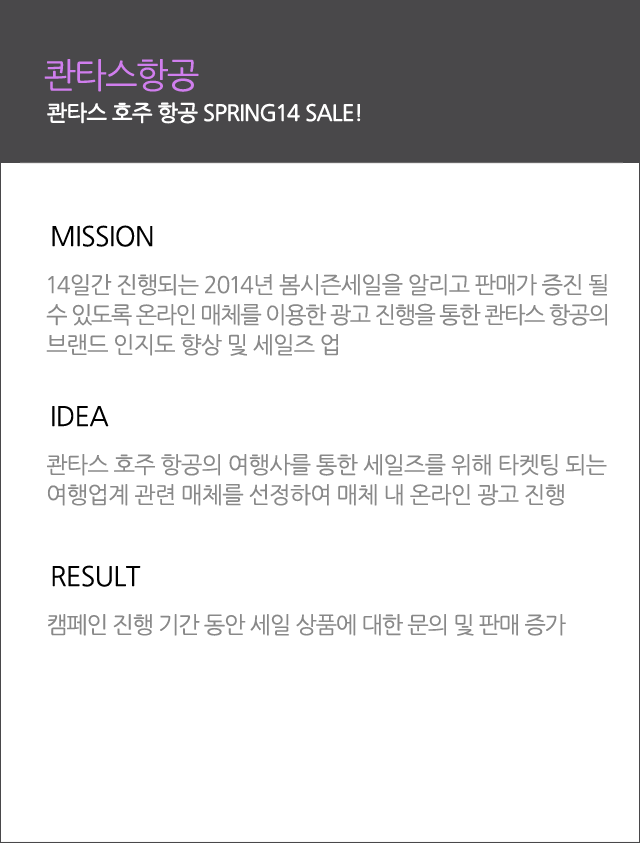 콴타스항공
콴타스 호주 항공 SPRING14 SALE!
MISSION
14일간 진행되는 2014년 봄시즌세일을 알리고 판매가 증진 될
수 있도록 온라인 매체를 이용한 광고 진행을 통한 콴타스 항공의
브랜드 인지도 향상 및 세일즈 업
IDEA
콴타스 호주 항공의 여행사를 통한 세일즈를 위해 타켓팅 되는
여행업계 관련 매체를 선정하여 매체 내 온라인 광고 진행
RESULT
캠페인 진행 기간 동안 세일 상품에 대한 문의 및 판매 증가